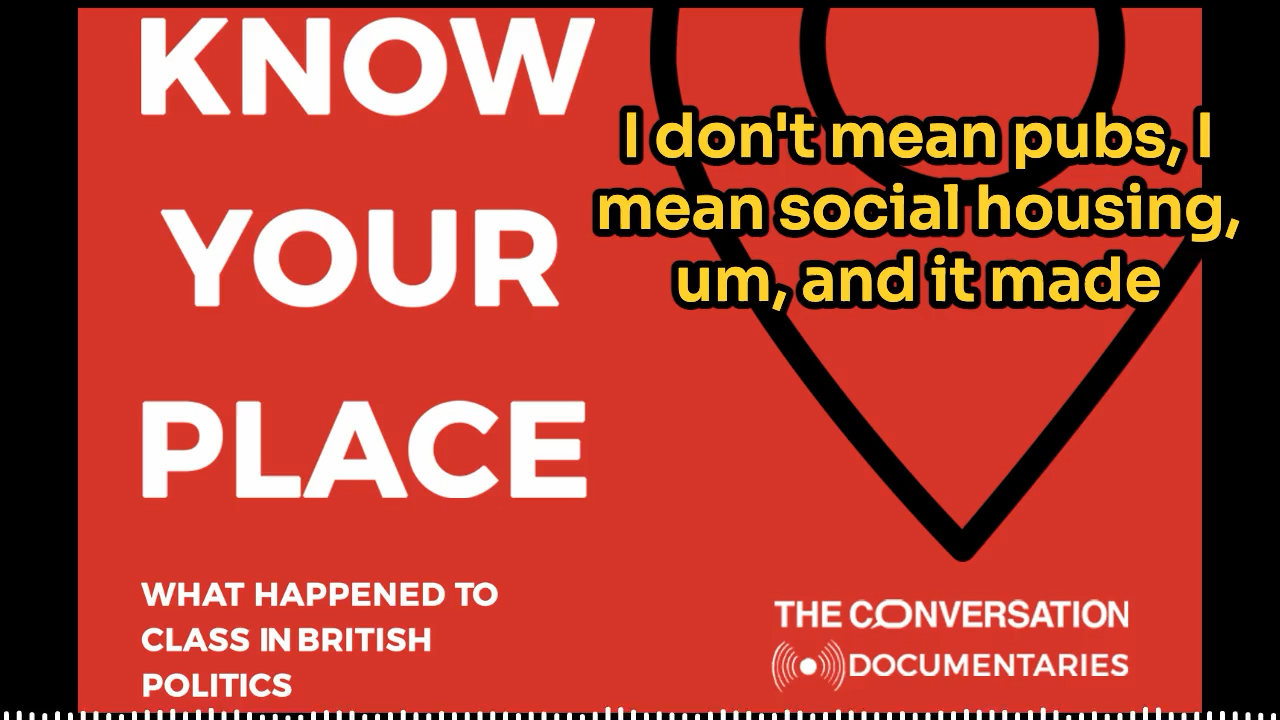 KNOW
YOUR
PLACE
WHAT HAPPENED TO
CLASS IN BRITISH
POLITICS
I don't mean pubs, I
mean social housing,
um, and it made
THE CONVERSATION
DOCUMENTARIES